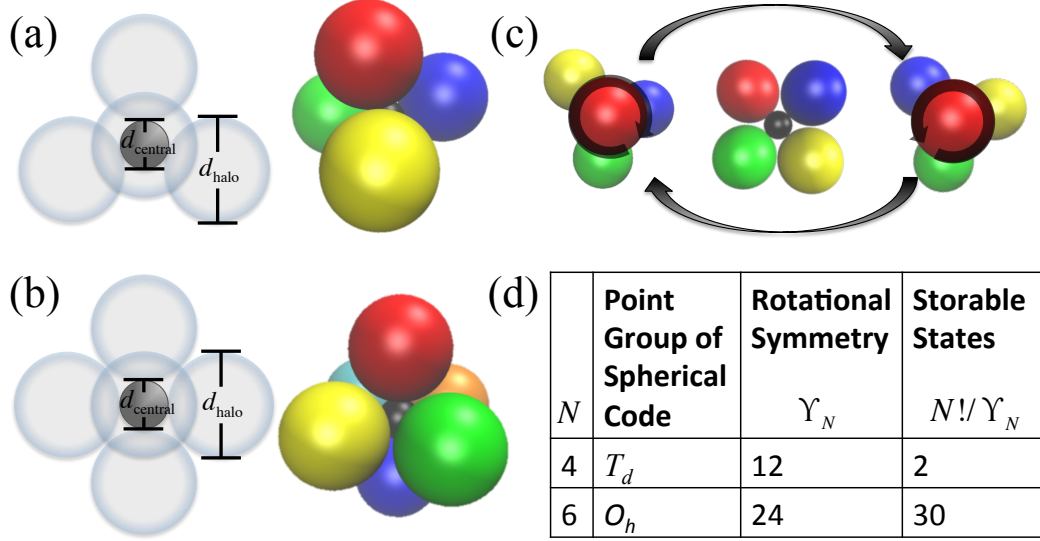 (a)
d_central
d_halo
(b)
d_central
d_halo
(c)
(d)
N
Point
Group of
Spherical
Code
Rotational
Symmetry
ϒ_N
Storable
States
N!/ϒ_N
4 T_d 12 2
6 O_h 24 30